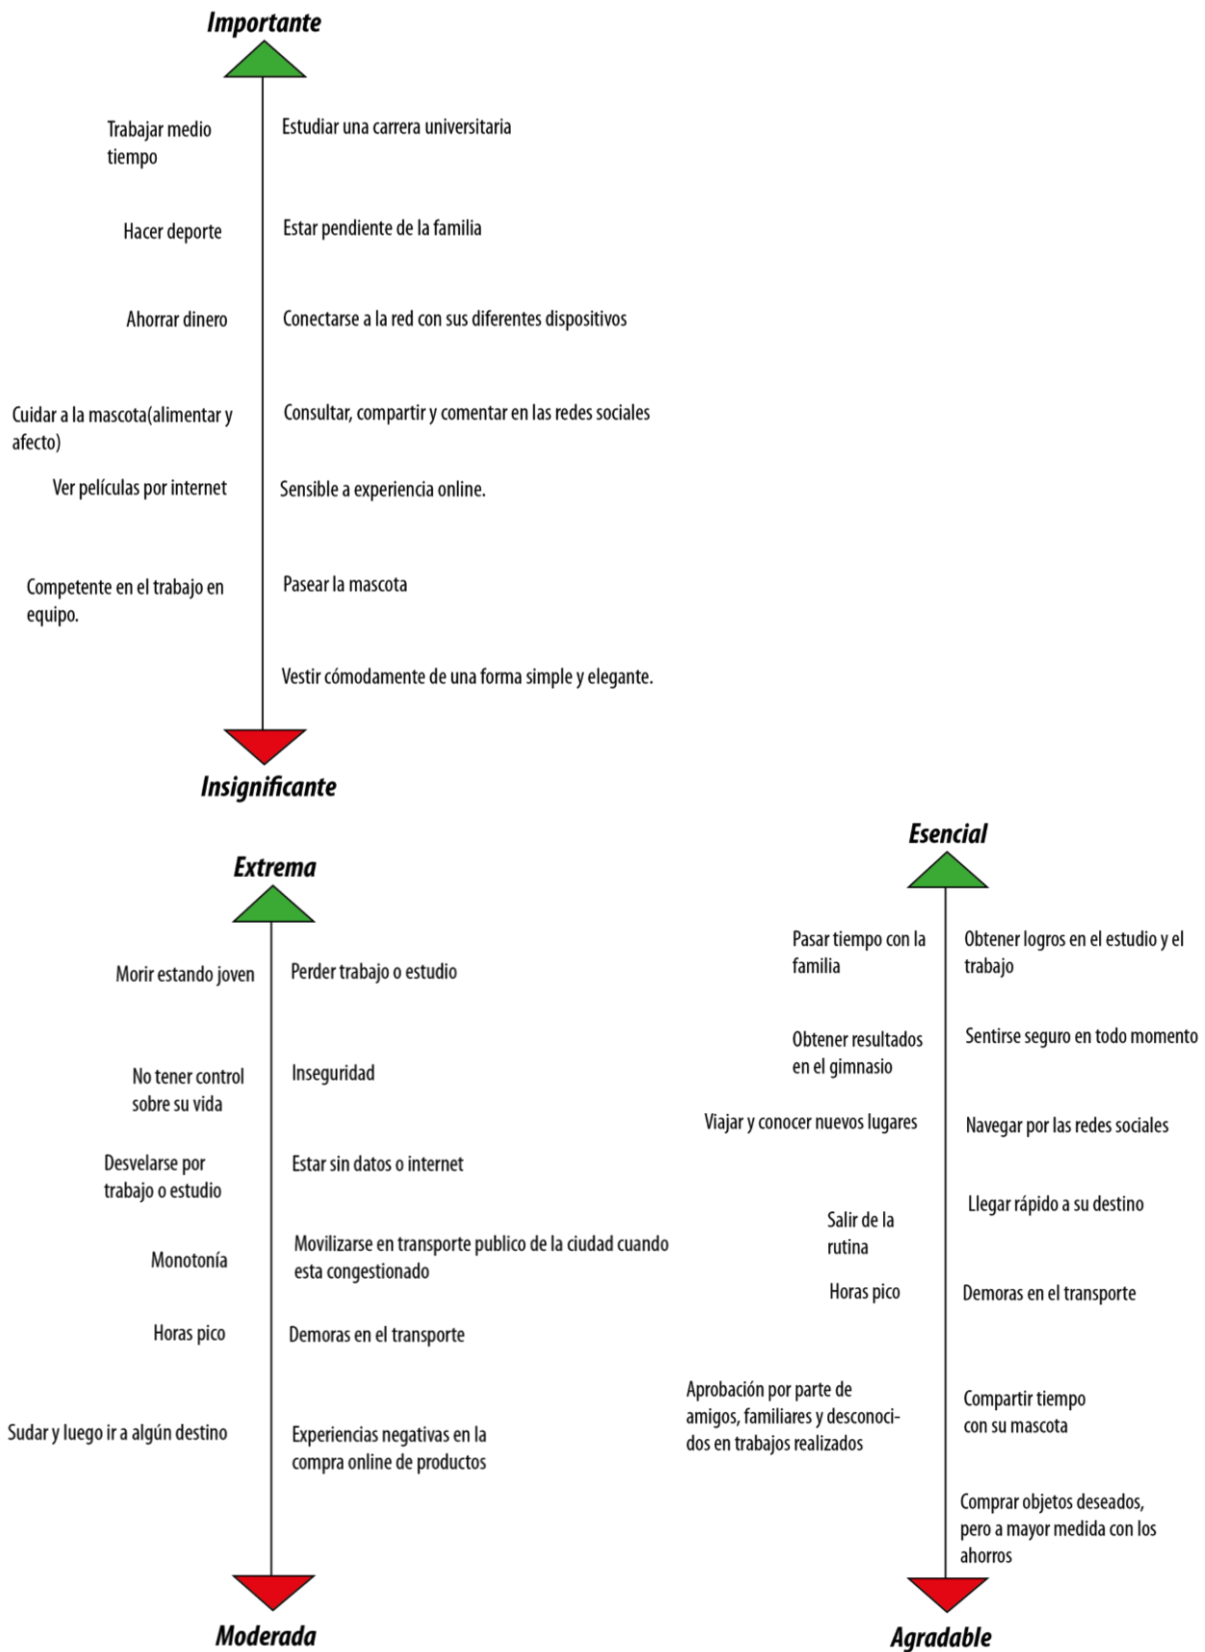 Importante
Trabajar medio
tiempo
Estudiar una carrera universitaria
Hacer deporte
Estar pendiente de la familia
Ahorrar dinero
Conectarse a la red con sus diferentes dispositivos
Cuidar a la mascota(alimentar y
afecto)
Consultar, compartir y comentar en las redes sociales
Ver películas por internet
Sensible a experiencia online.
Competente en el trabajo en
equipo.
Pasear la mascota
Vestir cómodamente de una forma simple y elegante.
Insignificante
Extrema
Morir estando joven
Perder trabajo o estudio
No tener control
sobre su vida
Inseguridad
Desvelarse por
trabajo o estudio
Estar sin datos o internet
Monotonía
Movilizarse en transporte publico de la ciudad cuando
esta congestionado
Horas pico
Demoras en el transporte
Sudar y luego ir a algún destino
Experiencias negativas en la
compra online de productos
Moderada
Esencial
Pasar tiempo con la
familia
Obtener logros en el estudio y el
trabajo
Obtener resultados
en el gimnasio
Sentirse seguro en todo momento
Viajar y conocer nuevos lugares
Navegar por las redes sociales
Salir de la
rutina
Llegar rápido a su destino
Horas pico
Demoras en el transporte
Aprobación por parte de
amigos, familiares y desconoci-
dos en trabajos realizados
Compartir tiempo
con su mascota
Comprar objetos deseados,
pero a mayor medida con los
ahorros
Agradable